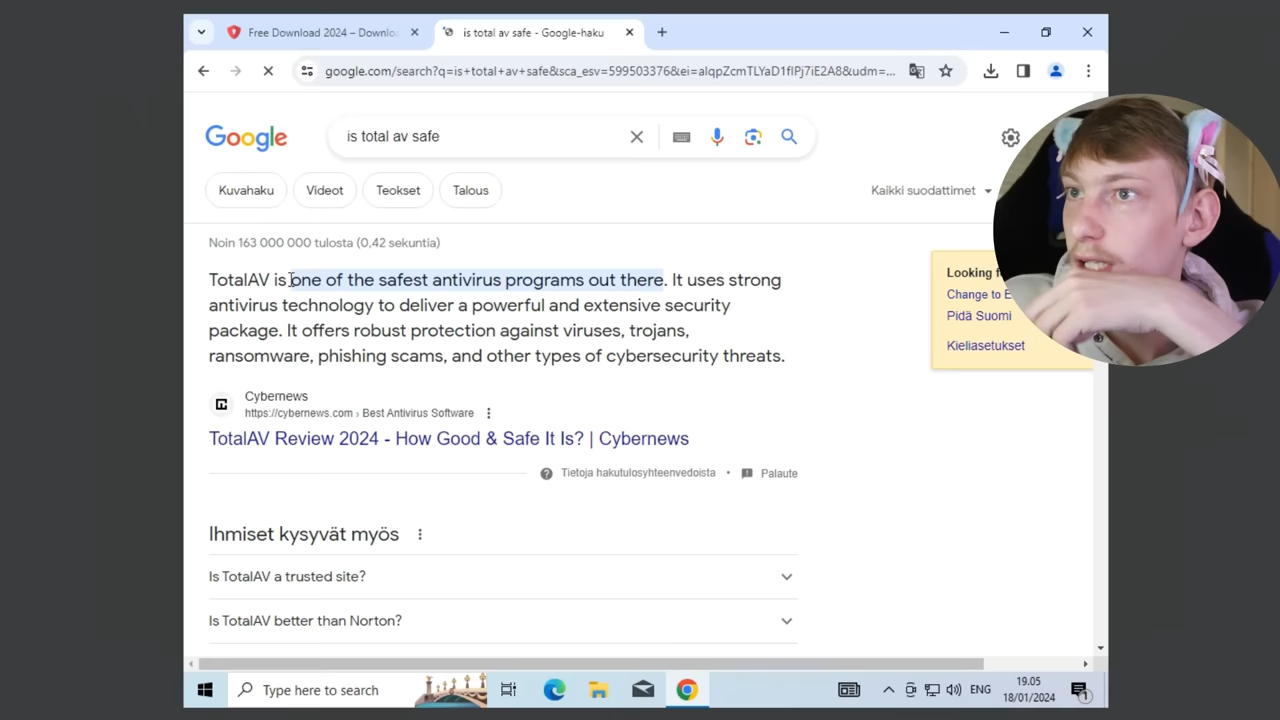 Free Download 2024 – Downlo
is total av safe - Google-haku
google.com/search?q=is+total+av+safe&sca_esv=599503376&ei=alqpZcmTLYaD1fIPj7iE2A8&udm=...
Google
is total av safe
Kuvahaku
Videot
Teokset
Talous
Kaikki suodattimet
Noin 163 000 000 tulosta (0,42 sekuntia)
TotalAV is one of the safest antivirus programs out there. It uses strong
antivirus technology to deliver a powerful and extensive security
package. It offers robust protection against viruses, trojans,
ransomware, phishing scams, and other types of cybersecurity threats.
Looking
Change to E
Pidä Suomi
Kieliasetukset
Cybernews
https://cybernews.com › Best Antivirus Software
TotalAV Review 2024 - How Good & Safe It Is? | Cybernews
Tietoja hakutulosyhteenvedoista • Palaute
Ihmiset kysyvät myös
Is TotalAV a trusted site?
Is TotalAV better than Norton?
Type here to search
ENG
19.05
18/01/2024
1